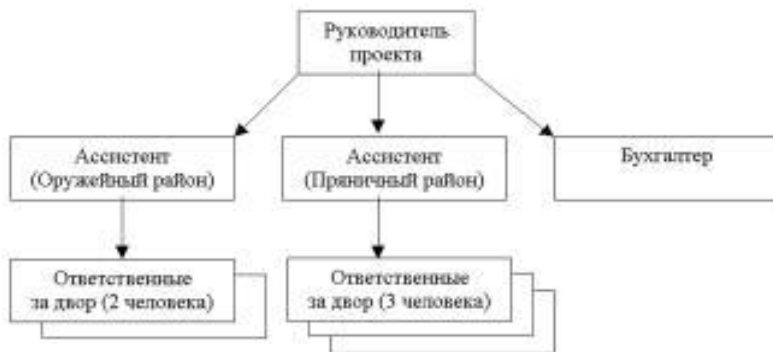 Руководитель
проекта
Ассистент
(Оружейный район)
Ассистент
(Пряничный район)
Бухгалтер
Ответственные
за двор (2 человека)
Ответственные
за двор (3 человека)